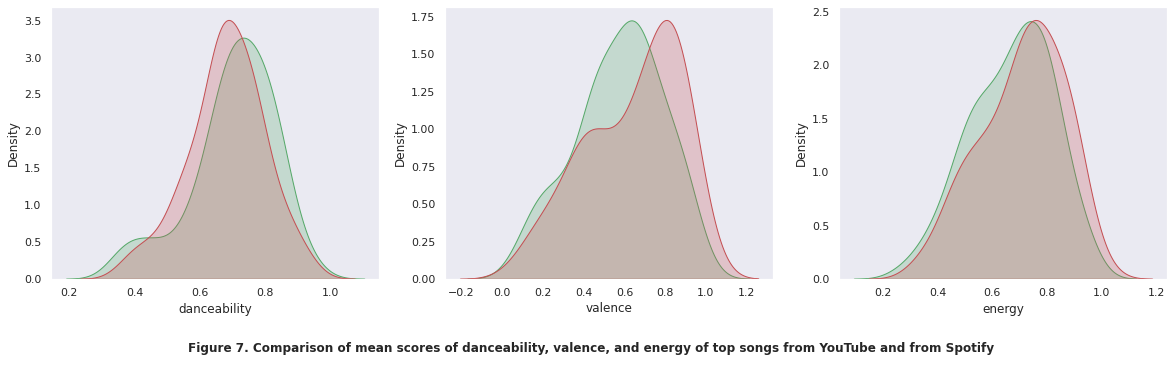 3.5
3.0
2.5
2.0
1.5
1.0
0.5
0.0
Density
0.2 0.4 0.6 0.8 1.0
danceability
1.75
1.50
1.25
1.00
0.75
0.50
0.25
0.00
Density
−0.2 0.0 0.2 0.4 0.6 0.8 1.0 1.2
valence
2.5
2.0
1.5
1.0
0.5
0.0
Density
0.2 0.4 0.6 0.8 1.0 1.2
energy
Figure 7. Comparison of mean scores of danceability, valence, and energy of top songs from YouTube and from Spotify